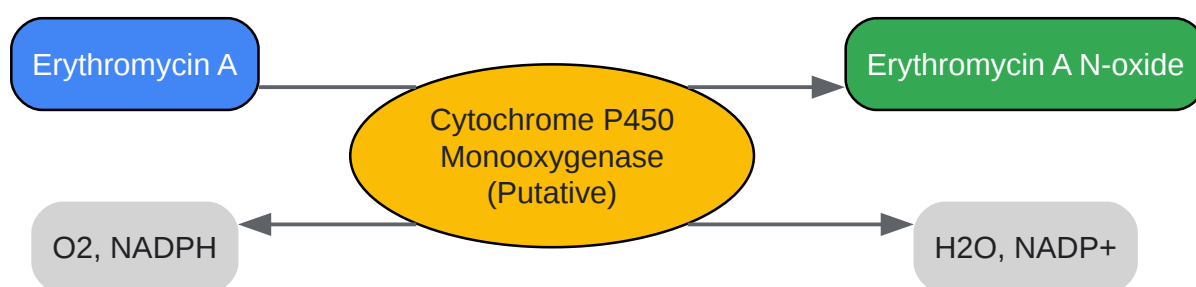 Erythromycin A
Erythromycin A N-oxide
Cytochrome P450
Monooxygenase
(Putative)
O2, NADPH
H2O, NADP+